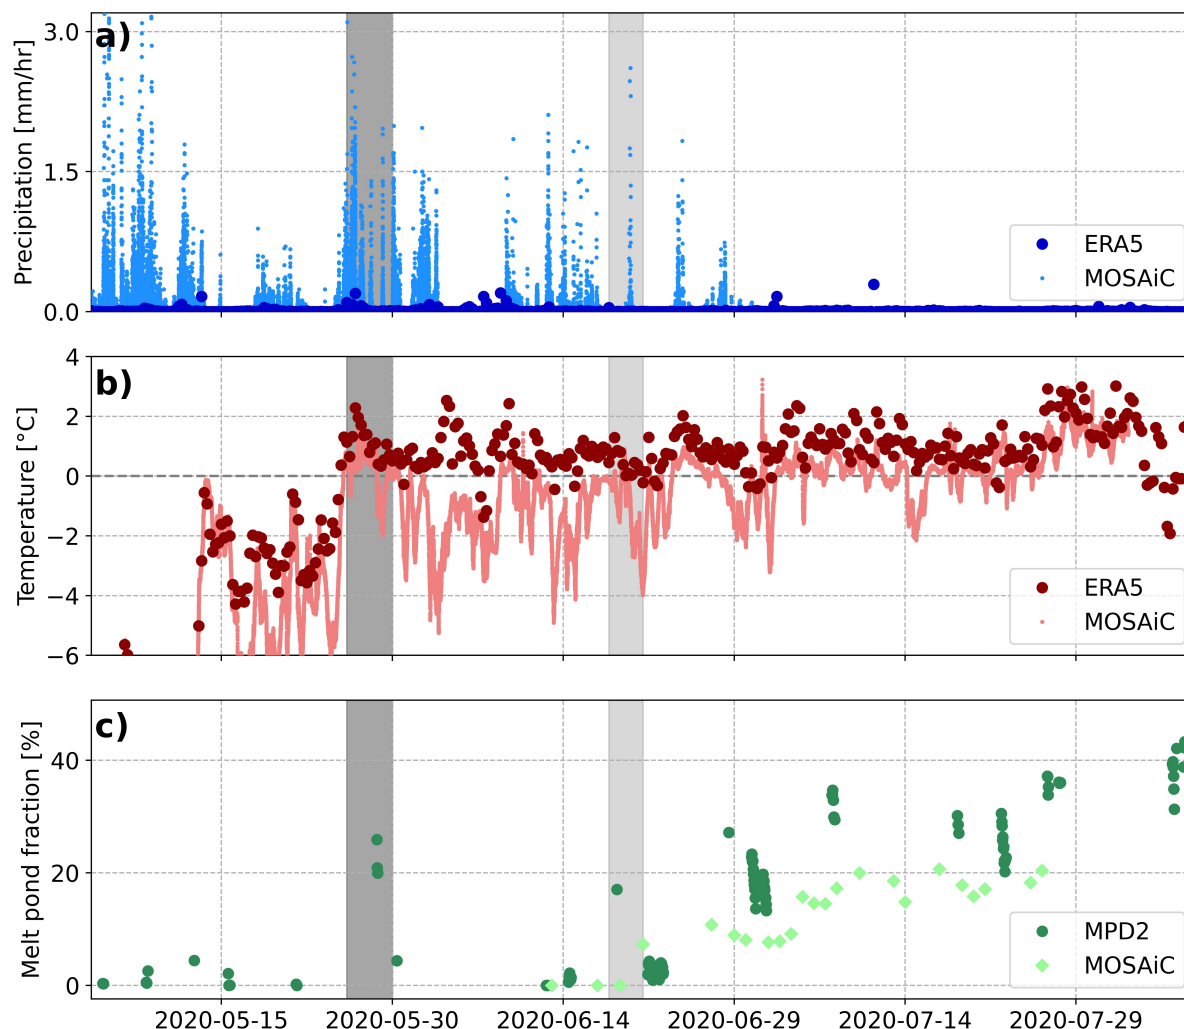 a)
Precipitation [mm/hr]
3.0
1.5
0.0
ERA5
MOSAiC
b)
Temperature [°C]
4
2
0
−2
−4
−6
ERA5
MOSAiC
c)
Melt pond fraction [%]
40
20
0
MPD2
MOSAiC
2020-05-15 2020-05-30 2020-06-14 2020-06-29 2020-07-14 2020-07-29